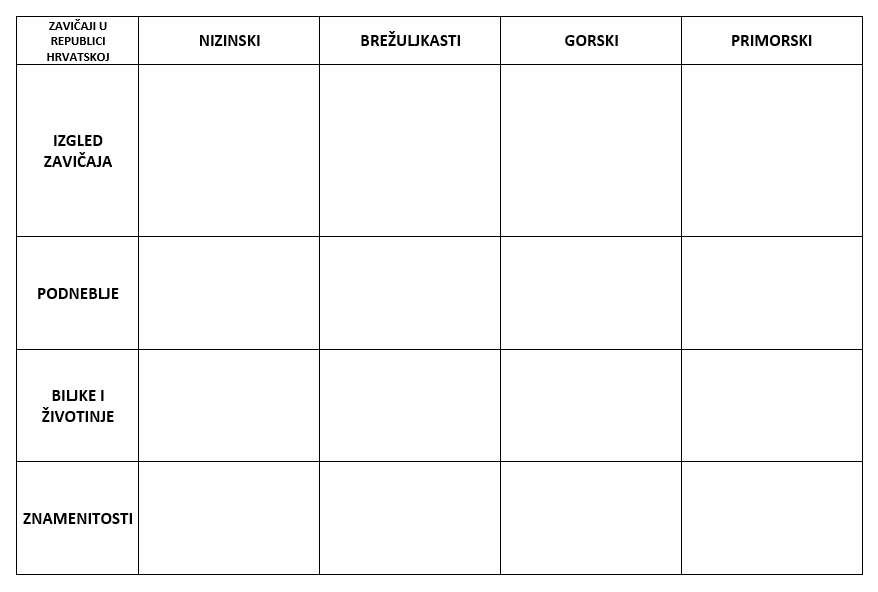 ZAVIČAJI U
REPUBLICI
HRVATSKOJ
NIZINSKI
BREŽULJKASTI
GORSKI
PRIMORSKI
IZGLED
ZAVIČAJA
PODNEBLJE
BILJKE I
ŽIVOTINJE
ZNAMENITOSTI